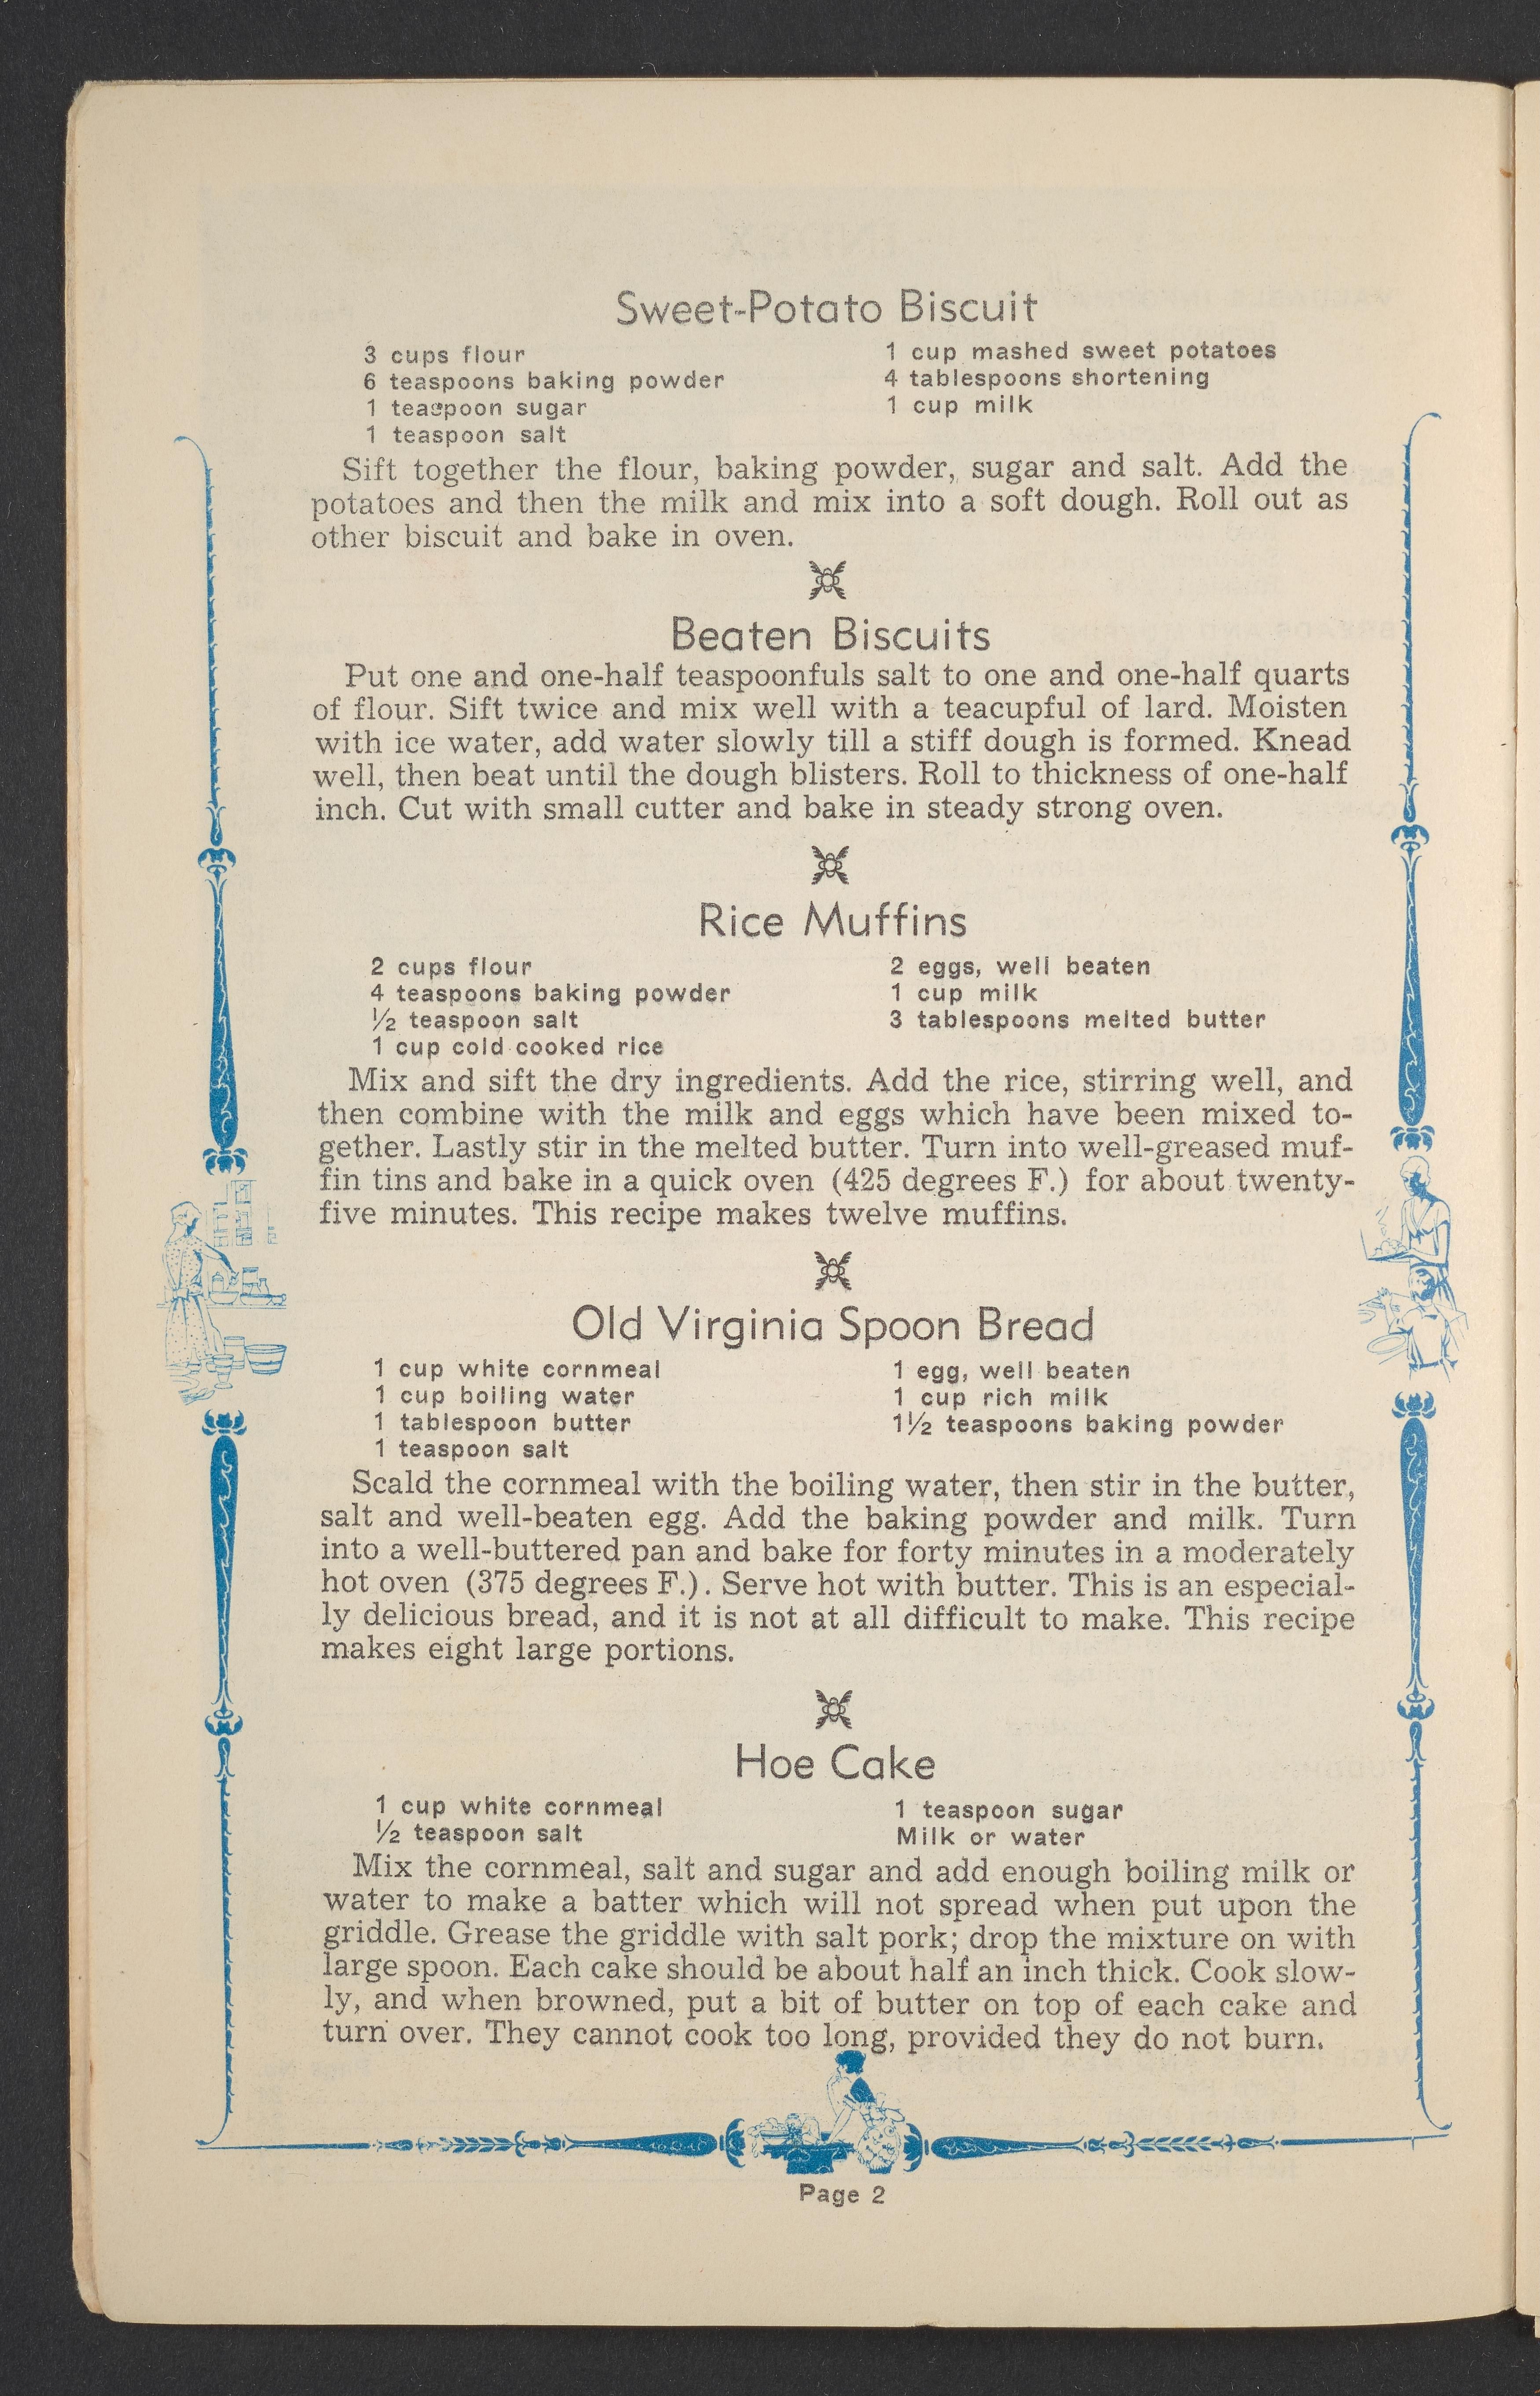 Sweet-Potato Biscuit
3 cups flour
6 teaspoons baking powder
1 teaspoon sugar
1 teaspoon salt
1 cup mashed sweet potatoes
4 tablespoons shortening
1 cup milk
Sift together the flour, baking powder, sugar and salt. Add the
potatoes and then the milk and mix into a soft dough. Roll out as
other biscuit and bake in oven.
Beaten Biscuits
Put one and one-half teaspoonfuls salt to one and one-half quarts
of flour. Sift twice and mix well with a teacupful of lard. Moisten
with ice water, add water slowly till a stiff dough is formed. Knead
well, then beat until the dough blisters. Roll to thickness of one-half
inch. Cut with small cutter and bake in steady strong oven.
Rice Muffins
2 cups flour
4 teaspoons baking powder
½ teaspoon salt
1 cup cold cooked rice
2 eggs, well beaten
1 cup milk
3 tablespoons melted butter
Mix and sift the dry ingredients. Add the rice, stirring well, and
then combine with the milk and eggs which have been mixed to-
gether. Lastly stir in the melted butter. Turn into well-greased muf-
fin tins and bake in a quick oven (425 degrees F.) for about twenty-
five minutes. This recipe makes twelve muffins.
Old Virginia Spoon Bread
1 cup white cornmeal
1 cup boiling water
1 tablespoon butter
1 teaspoon salt
1 egg, well beaten
1 cup rich milk
1½ teaspoons baking powder
Scald the cornmeal with the boiling water, then stir in the butter,
salt and well-beaten egg. Add the baking powder and milk. Turn
into a well-buttered pan and bake for forty minutes in a moderately
hot oven (375 degrees F.). Serve hot with butter. This is an especial-
ly delicious bread, and it is not at all difficult to make. This recipe
makes eight large portions.
Hoe Cake
1 cup white cornmeal
½ teaspoon salt
1 teaspoon sugar
Milk or water
Mix the cornmeal, salt and sugar and add enough boiling milk or
water to make a batter which will not spread when put upon the
griddle. Grease the griddle with salt pork; drop the mixture on with
large spoon. Each cake should be about half an inch thick. Cook slow-
ly, and when browned, put a bit of butter on top of each cake and
turn over. They cannot cook too long, provided they do not burn.
Page 2